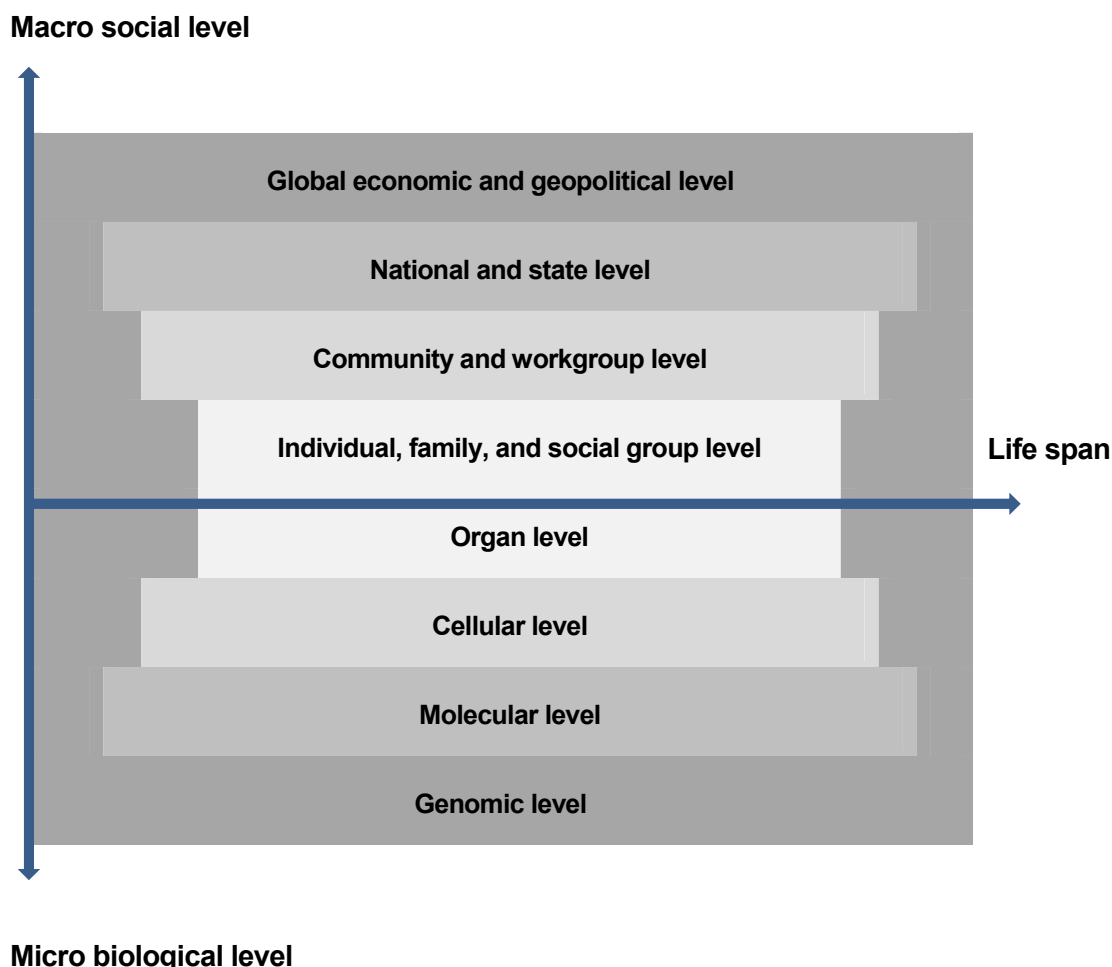 Macro social level
Global economic and geopolitical level
National and state level
Community and workgroup level
Individual, family, and social group level
Life span
Organ level
Cellular level
Molecular level
Genomic level
Micro biological level